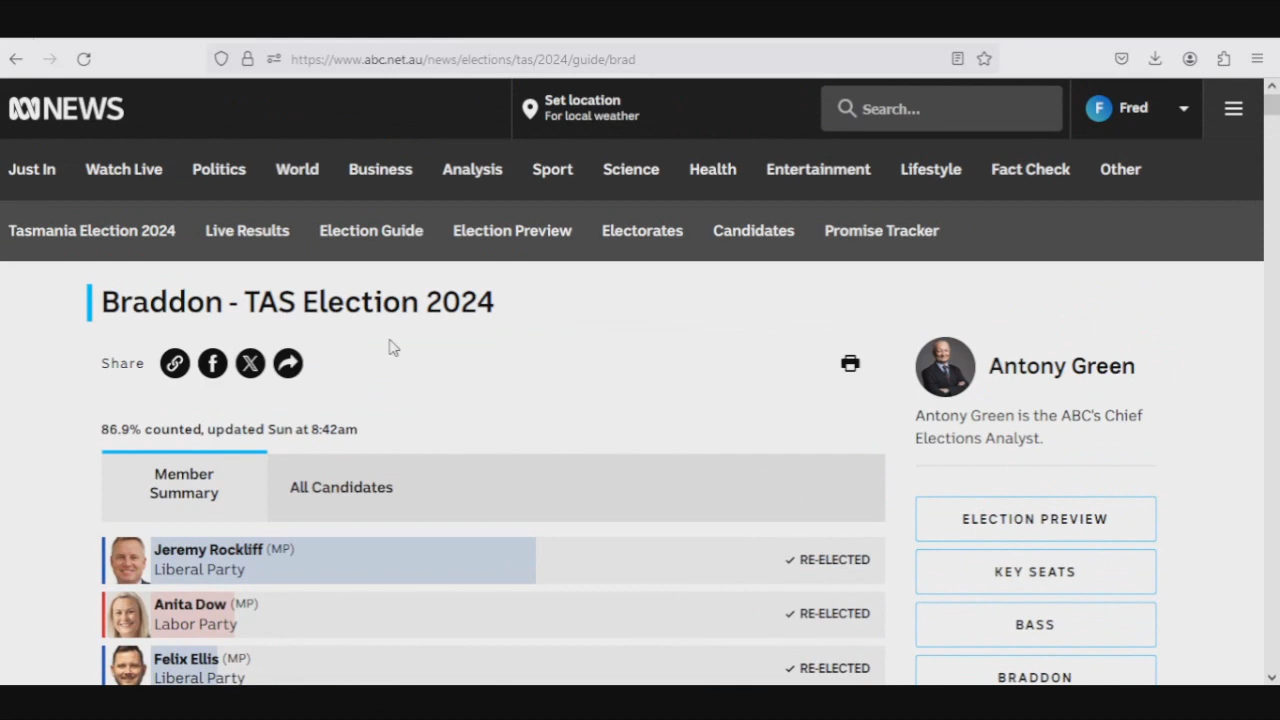 https://www.abc.net.au/news/elections/tas/2024/guide/brad
NEWS
Set location
For local weather
Search...
F
Fred
Just In
Watch Live
Politics
World
Business
Analysis
Sport
Science
Health
Entertainment
Lifestyle
Fact Check
Other
Tasmania Election 2024
Live Results
Election Guide
Election Preview
Electorates
Candidates
Promise Tracker
Braddon - TAS Election 2024
Share
Antony Green
Antony Green is the ABC's Chief
Elections Analyst.
86.9% counted, updated Sun at 8:42am
Member
Summary
All Candidates
Jeremy Rockliff (MP)
Liberal Party
RE-ELECTED
Anita Dow (MP)
Labor Party
RE-ELECTED
Felix Ellis (MP)
Liberal Party
RE-ELECTED
ELECTION PREVIEW
KEY SEATS
BASS
BRADDON